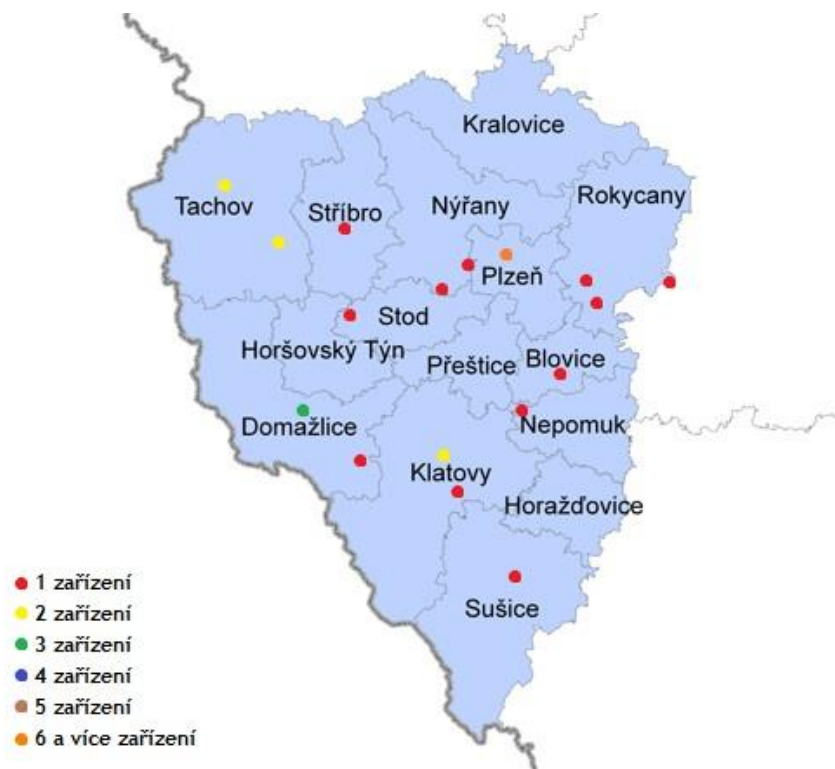 Kralovice
Rokycany
Tachov
Stříbro
Nýřany
Plzeň
Stod
Horšovský Týn
Přeštice
Blovice
Domažlice
Nepomuk
Klatovy
Horažďovice
Sušice
1 zařízení
2 zařízení
3 zařízení
4 zařízení
5 zařízení
6 a více zařízení